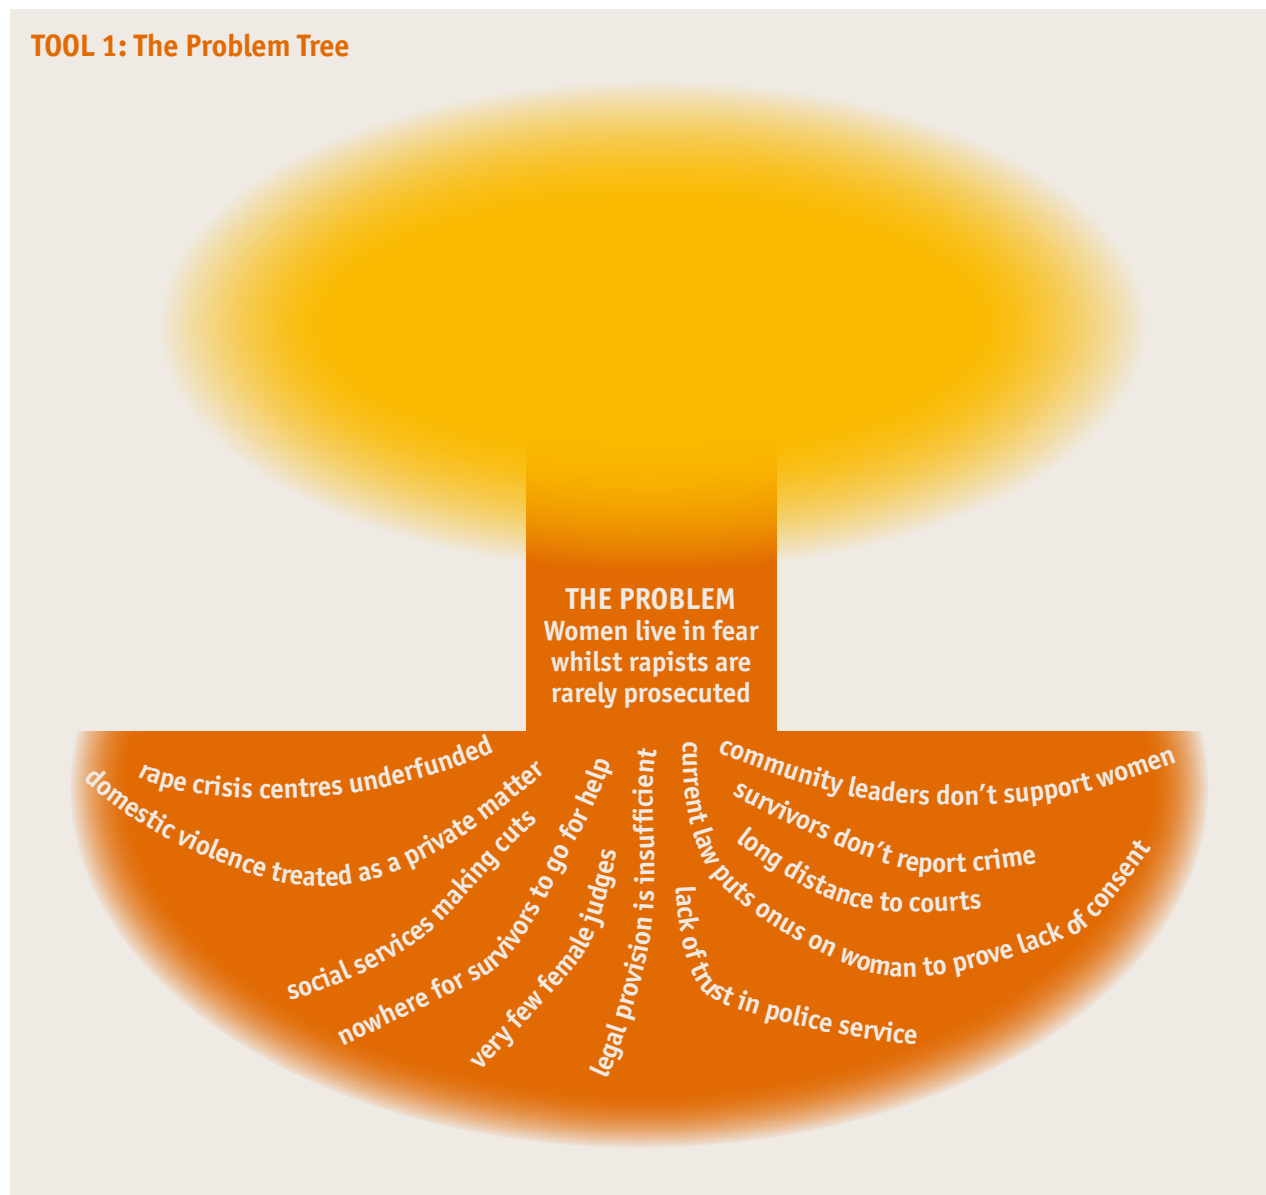 TOOL 1: The Problem Tree
THE PROBLEM
Women live in fear
whilst rapists are
rarely prosecuted
rape crisis centres underfunded
domestic violence treated as a private matter
social services making cuts
nowhere for survivors to go for help
very few female judges
legal provision is insufficient
current law puts onus on woman to prove lack of consent
lack of trust in police service
community leaders don’t support women
survivors don’t report crime
long distance to courts